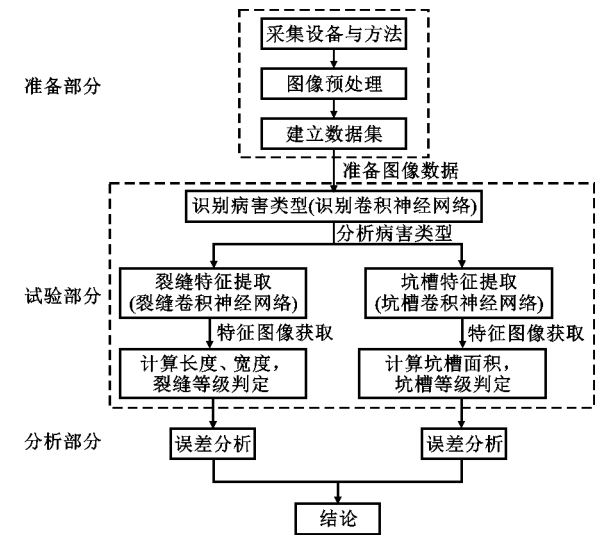 采集设备与方法
准备部分
图像预处理
建立数据集
准备图像数据
识别病害类型(识别卷积神经网络)
分析病害类型
试验部分
裂缝特征提取
(裂缝卷积神经网络)
坑槽特征提取
(坑槽卷积神经网络)
特征图像获取
特征图像获取
计算长度、宽度，
裂缝等级判定
计算坑槽面积，
坑槽等级判定
分析部分
误差分析
误差分析
结论